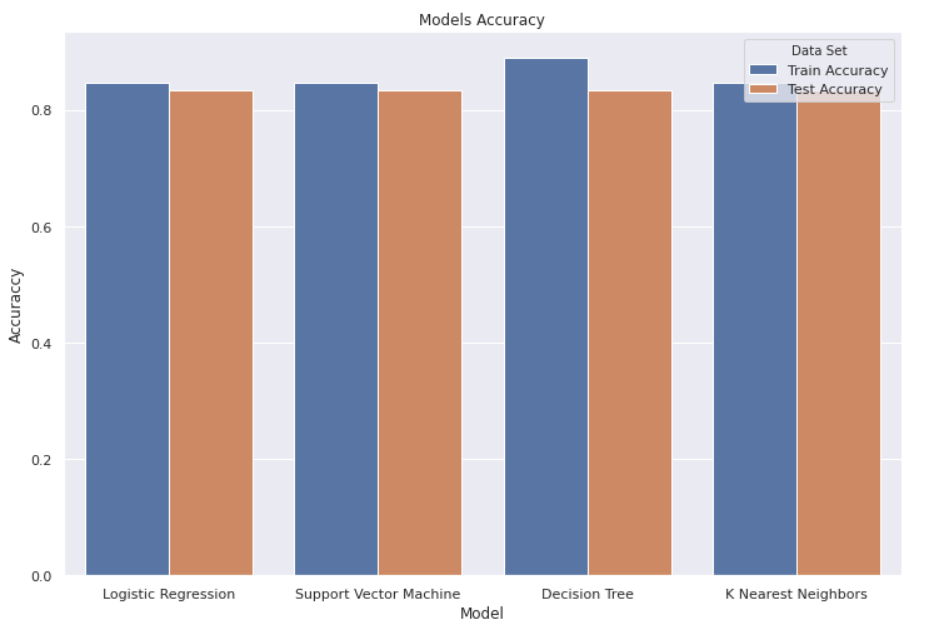 Models Accuracy
Data Set
Train Accuracy
Test Accuracy
Accuraccy
0.8
0.6
0.4
0.2
0.0
Logistic Regression
Support Vector Machine
Decision Tree
K Nearest Neighbors
Model